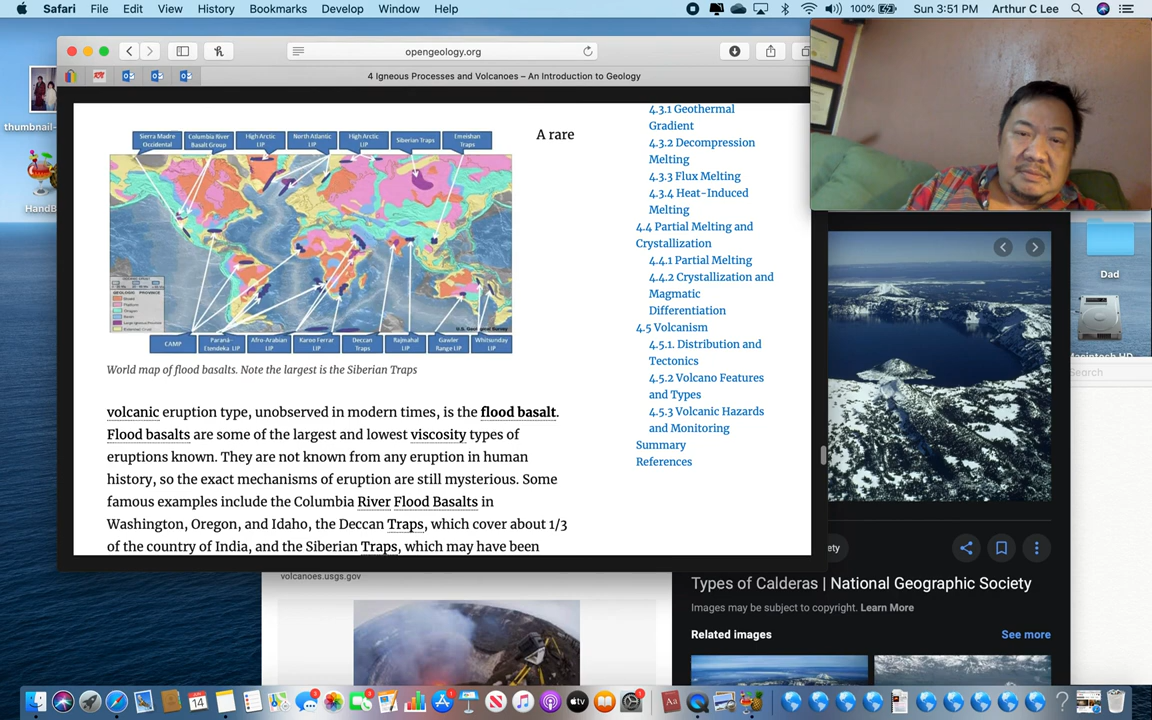 Safari File Edit View History Bookmarks Develop Window Help
100% Sun 3:51 PM Arthur C Lee
opengeology.org
4 Igneous Processes and Volcanoes – An Introduction to Geology
thumbnail-
HandB
Sierra Madre Occidental
Columbia River Basalt Group
High Arctic LIP
North Atlantic LIP
High Arctic LIP
Siberian Traps
Emeishan Traps
U.S. Geological Survey
CAMP
Paraná-Etendeka LIP
Afro-Arabian LIP
Karoo Ferrar LIP
Deccan Traps
Rajmahal LIP
Gawler Range LIP
Whitsunday LIP
World map of flood basalts. Note the largest is the Siberian Traps
A rare
volcanic eruption type, unobserved in modern times, is the flood basalt.
Flood basalts are some of the largest and lowest viscosity types of
eruptions known. They are not known from any eruption in human
history, so the exact mechanisms of eruption are still mysterious. Some
famous examples include the Columbia River Flood Basalts in
Washington, Oregon, and Idaho, the Deccan Traps, which cover about 1/3
of the country of India, and the Siberian Traps, which may have been
4.3.1 Geothermal
Gradient
4.3.2 Decompression
Melting
4.3.3 Flux Melting
4.3.4 Heat-Induced
Melting
4.4 Partial Melting and
Crystallization
4.4.1 Partial Melting
4.4.2 Crystallization and
Magmatic
Differentiation
4.5 Volcanism
4.5.1. Distribution and
Tectonics
4.5.2 Volcano Features
and Types
4.5.3 Volcanic Hazards
and Monitoring
Summary
References
Dad
Macintosh HD
Search
ety
volcanoes.usgs.gov
Types of Calderas | National Geographic Society
Images may be subject to copyright. Learn More
Related images
See more